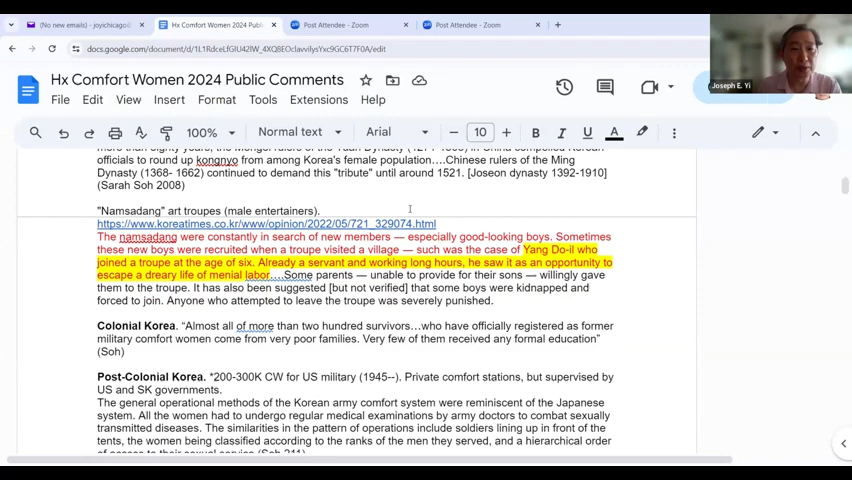 (No new emails) - joyichicago@
Hx Comfort Women 2024 Public
Post Attendee - Zoom
Post Attendee - Zoom
Hx Comfort Women 2024 Public Comments
File Edit View Insert Format Tools Extensions Help
100% Normal text Arial 10
Joseph E. Yi
officials to round up kongnyo from among Korea's female population….Chinese rulers of the Ming
Dynasty (1368- 1662) continued to demand this "tribute" until around 1521. [Joseon dynasty 1392-1910]
(Sarah Soh 2008)
"Namsadang" art troupes (male entertainers).
https://www.koreatimes.co.kr/www/opinion/2022/05/721_329074.html
The namsadang were constantly in search of new members — especially good-looking boys. Sometimes
these new boys were recruited when a troupe visited a village — such was the case of Yang Do-il who
joined a troupe at the age of six. Already a servant and working long hours, he saw it as an opportunity to
escape a dreary life of menial labor….Some parents — unable to provide for their sons — willingly gave
them to the troupe. It has also been suggested [but not verified] that some boys were kidnapped and
forced to join. Anyone who attempted to leave the troupe was severely punished.
Colonial Korea. "Almost all of more than two hundred survivors…who have officially registered as former
military comfort women come from very poor families. Very few of them received any formal education"
(Soh)
Post-Colonial Korea. *200-300K CW for US military (1945--). Private comfort stations, but supervised by
US and SK governments.
The general operational methods of the Korean army comfort system were reminiscent of the Japanese
system. All the women had to undergo regular medical examinations by army doctors to combat sexually
transmitted diseases. The similarities in the pattern of operations include soldiers lining up in front of the
tents, the women being classified according to the ranks of the men they served, and a hierarchical order
of access to their sexual service (Soh 211)